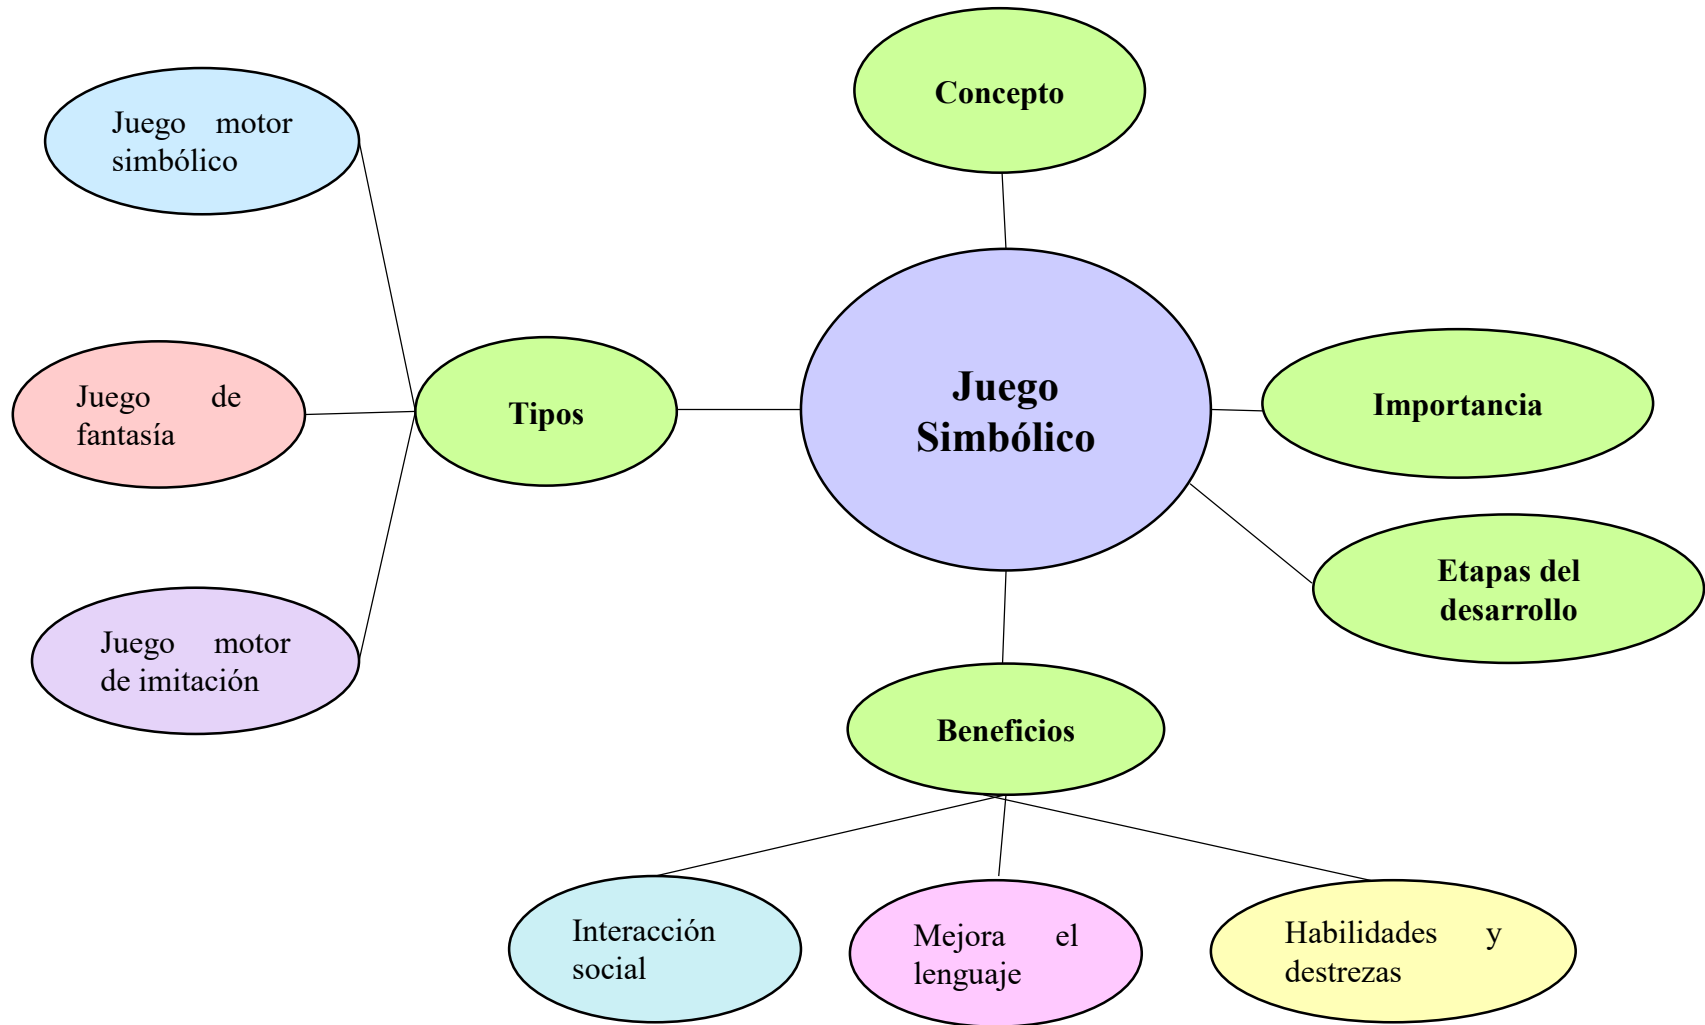 Concepto
Juego motor
simbólico
Juego
Simbólico
Importancia
Tipos
Juego de
fantasía
Etapas del
desarrollo
Juego motor
de imitación
Beneficios
Interacción
social
Mejora el
lenguaje
Habilidades y
destrezas